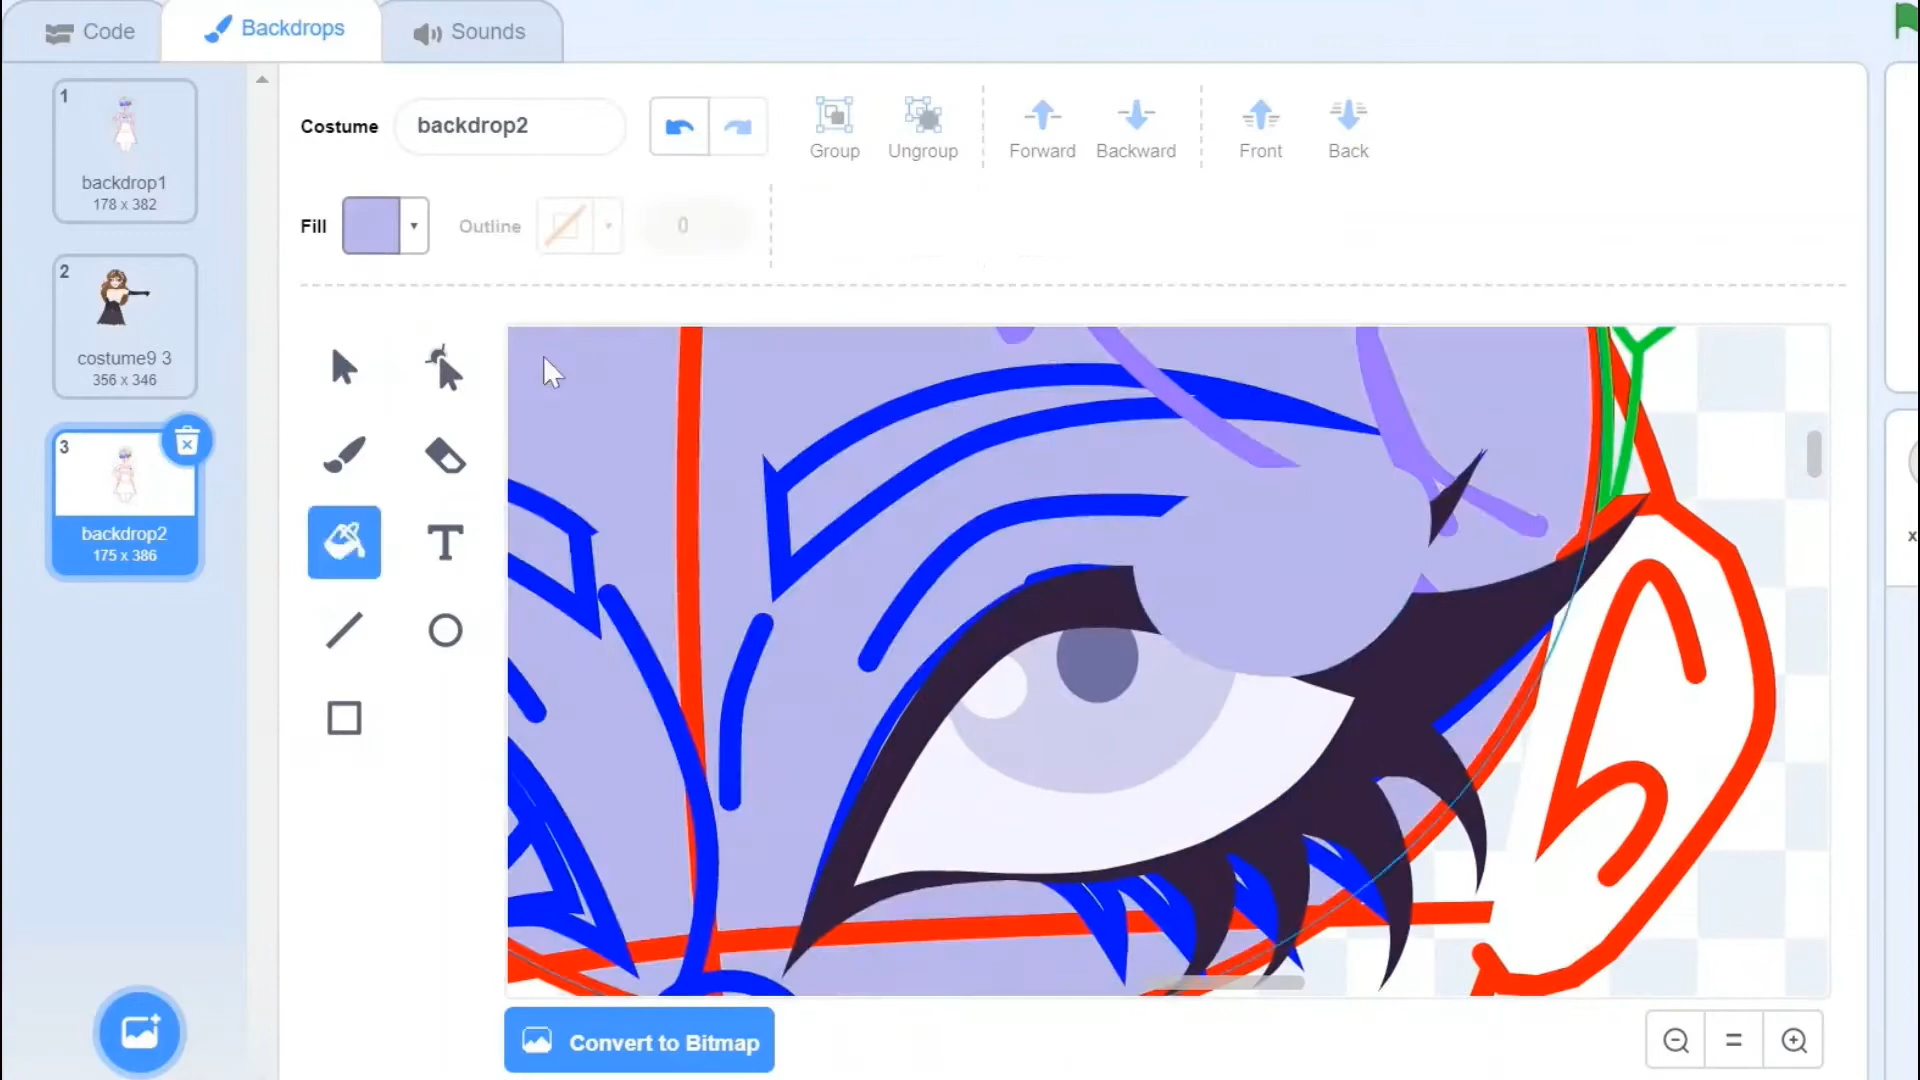 Code
Backdrops
Sounds
1
backdrop1
178 x 382
2
costume9 3
356 x 346
3
backdrop2
175 x 386
Costume
backdrop2
Group
Ungroup
Forward
Backward
Front
Back
Fill
Outline
0
T
Convert to Bitmap
x